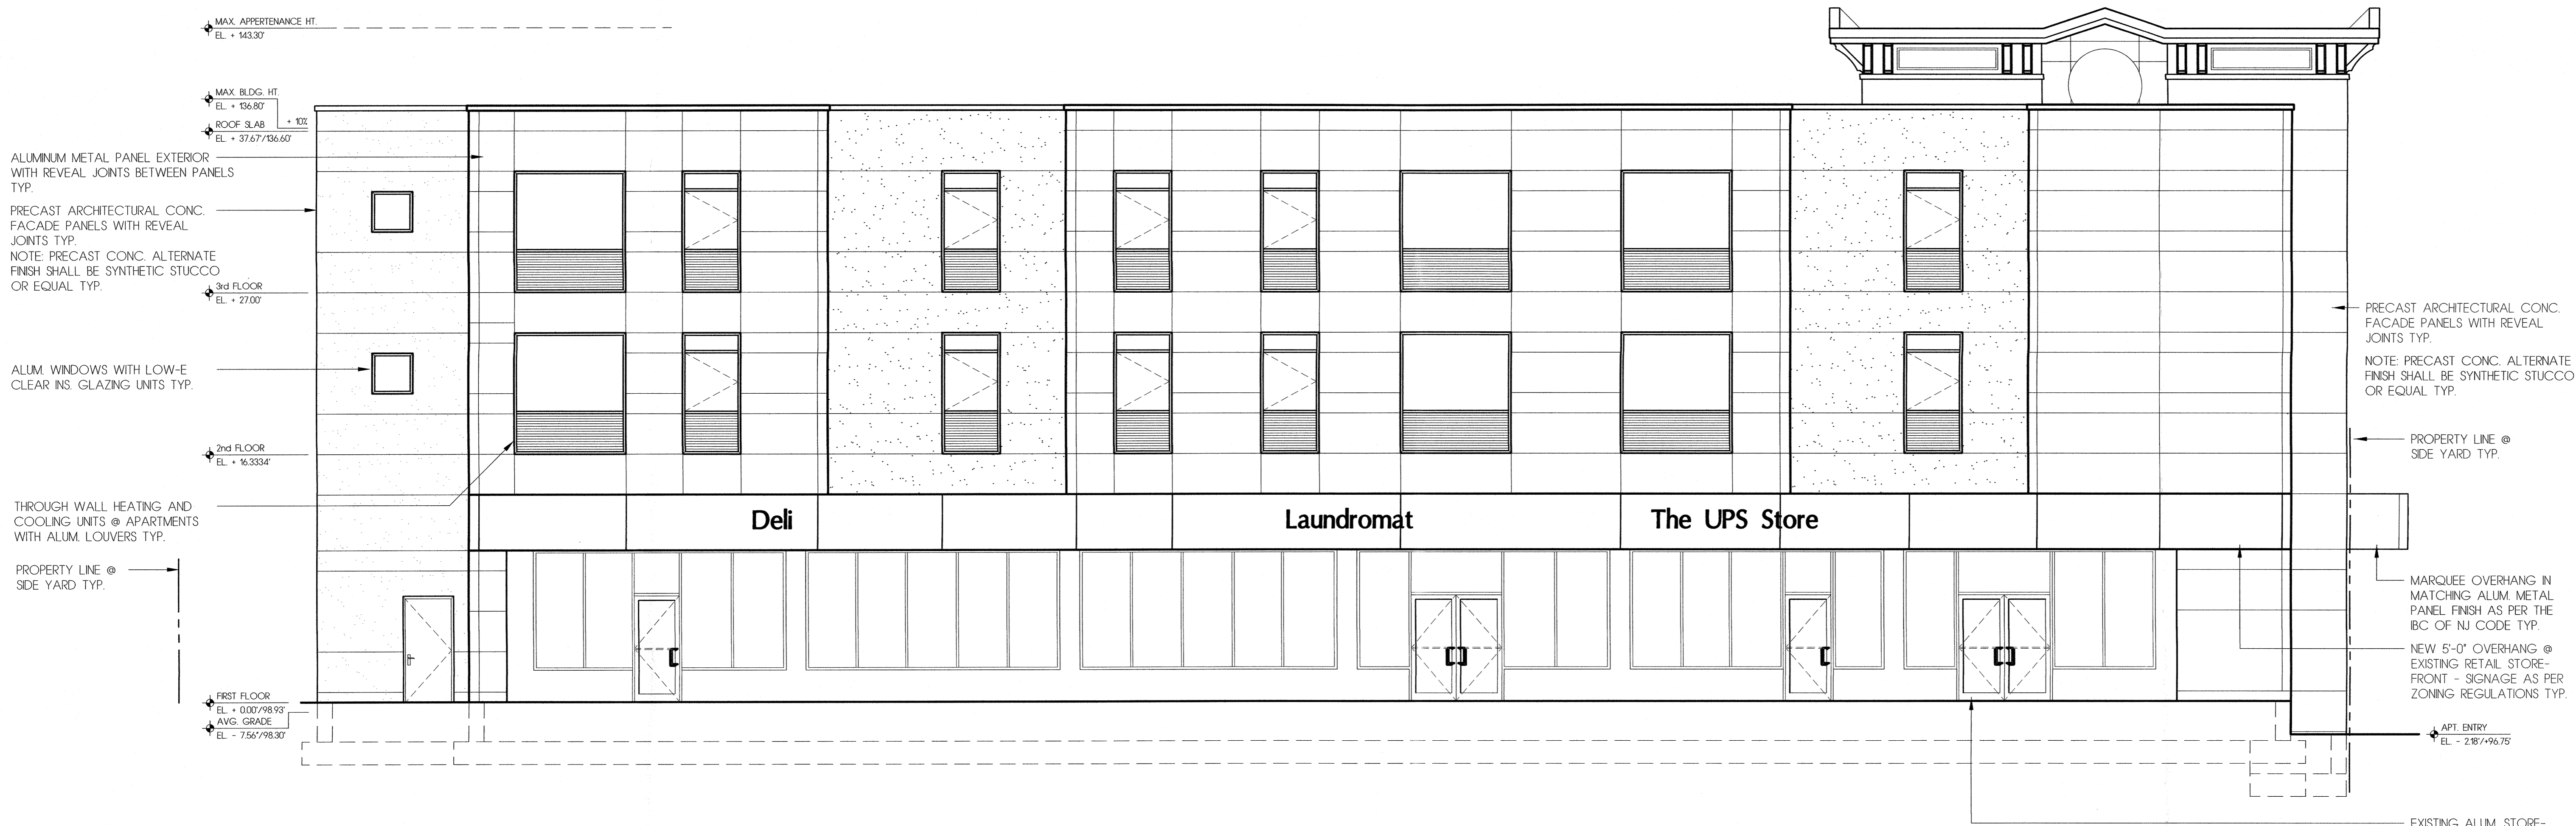 MAX. APPERTENANCE HT.
EL. + 143.30'
MAX. BLDG. HT.
EL. + 136.80'
+ 10%
ROOF SLAB
EL. + 37.67'/136.60'
ALUMINUM METAL PANEL EXTERIOR
WITH REVEAL JOINTS BETWEEN PANELS
TYP.
PRECAST ARCHITECTURAL CONC.
FACADE PANELS WITH REVEAL
JOINTS TYP.
NOTE: PRECAST CONC. ALTERNATE
FINISH SHALL BE SYNTHETIC STUCCO
OR EQUAL TYP.
3rd FLOOR
EL. + 27.00'
ALUM. WINDOWS WITH LOW-E
CLEAR INS. GLAZING UNITS TYP.
2nd FLOOR
EL. + 16.3334'
THROUGH WALL HEATING AND
COOLING UNITS @ APARTMENTS
WITH ALUM. LOUVERS TYP.
PROPERTY LINE @
SIDE YARD TYP.
FIRST FLOOR
EL. + 0.00'/98.93'
AVG. GRADE
EL. - 7.56"/98.30'
Deli
Laundromat
The UPS Store
PRECAST ARCHITECTURAL CONC.
FACADE PANELS WITH REVEAL
JOINTS TYP.
NOTE: PRECAST CONC. ALTERNATE
FINISH SHALL BE SYNTHETIC STUCCO
OR EQUAL TYP.
PROPERTY LINE @
SIDE YARD TYP.
MARQUEE OVERHANG IN
MATCHING ALUM. METAL
PANEL FINISH AS PER THE
IBC OF NJ CODE TYP.
NEW 5'-0" OVERHANG @
EXISTING RETAIL STORE-
FRONT - SIGNAGE AS PER
ZONING REGULATIONS TYP.
APT. ENTRY
EL. - 2.18'/+96.75'
EXISTING ALUM. STORE-